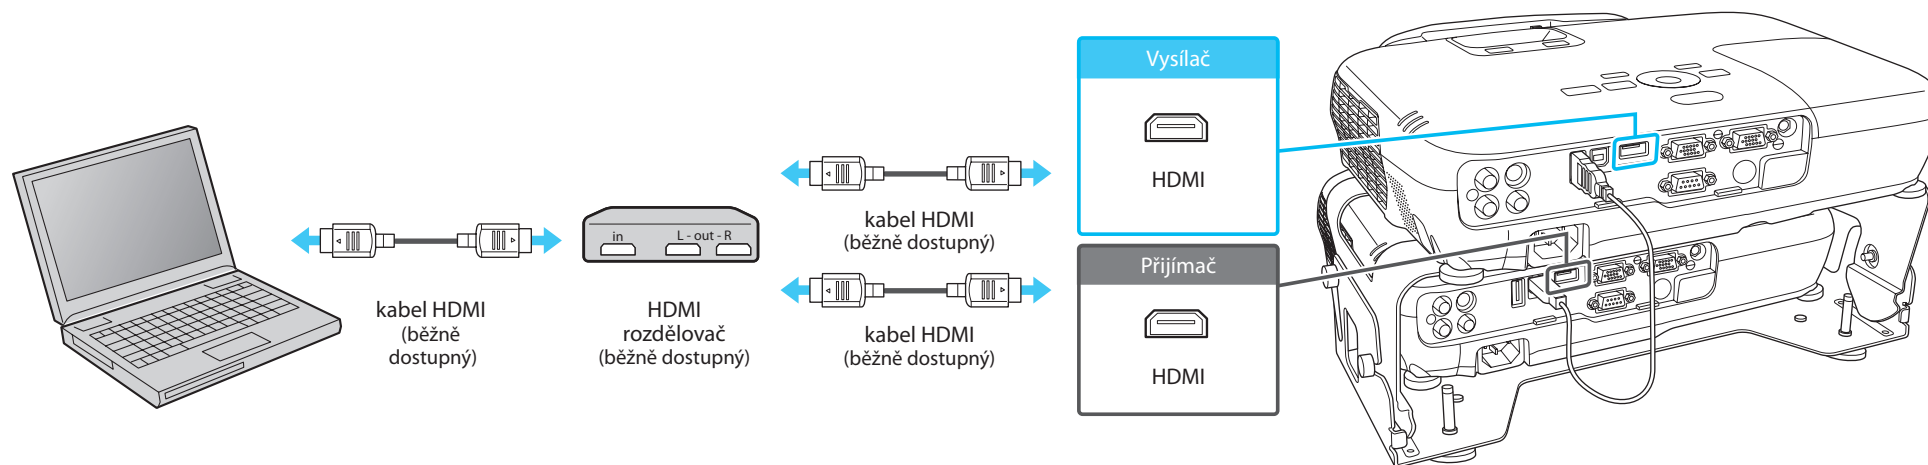 kabel HDMI
(běžně
dostupný)
in
L - out - R
HDMI
rozdělovač
(běžně dostupný)
kabel HDMI
(běžně dostupný)
kabel HDMI
(běžně dostupný)
Vysílač
HDMI
Přijímač
HDMI